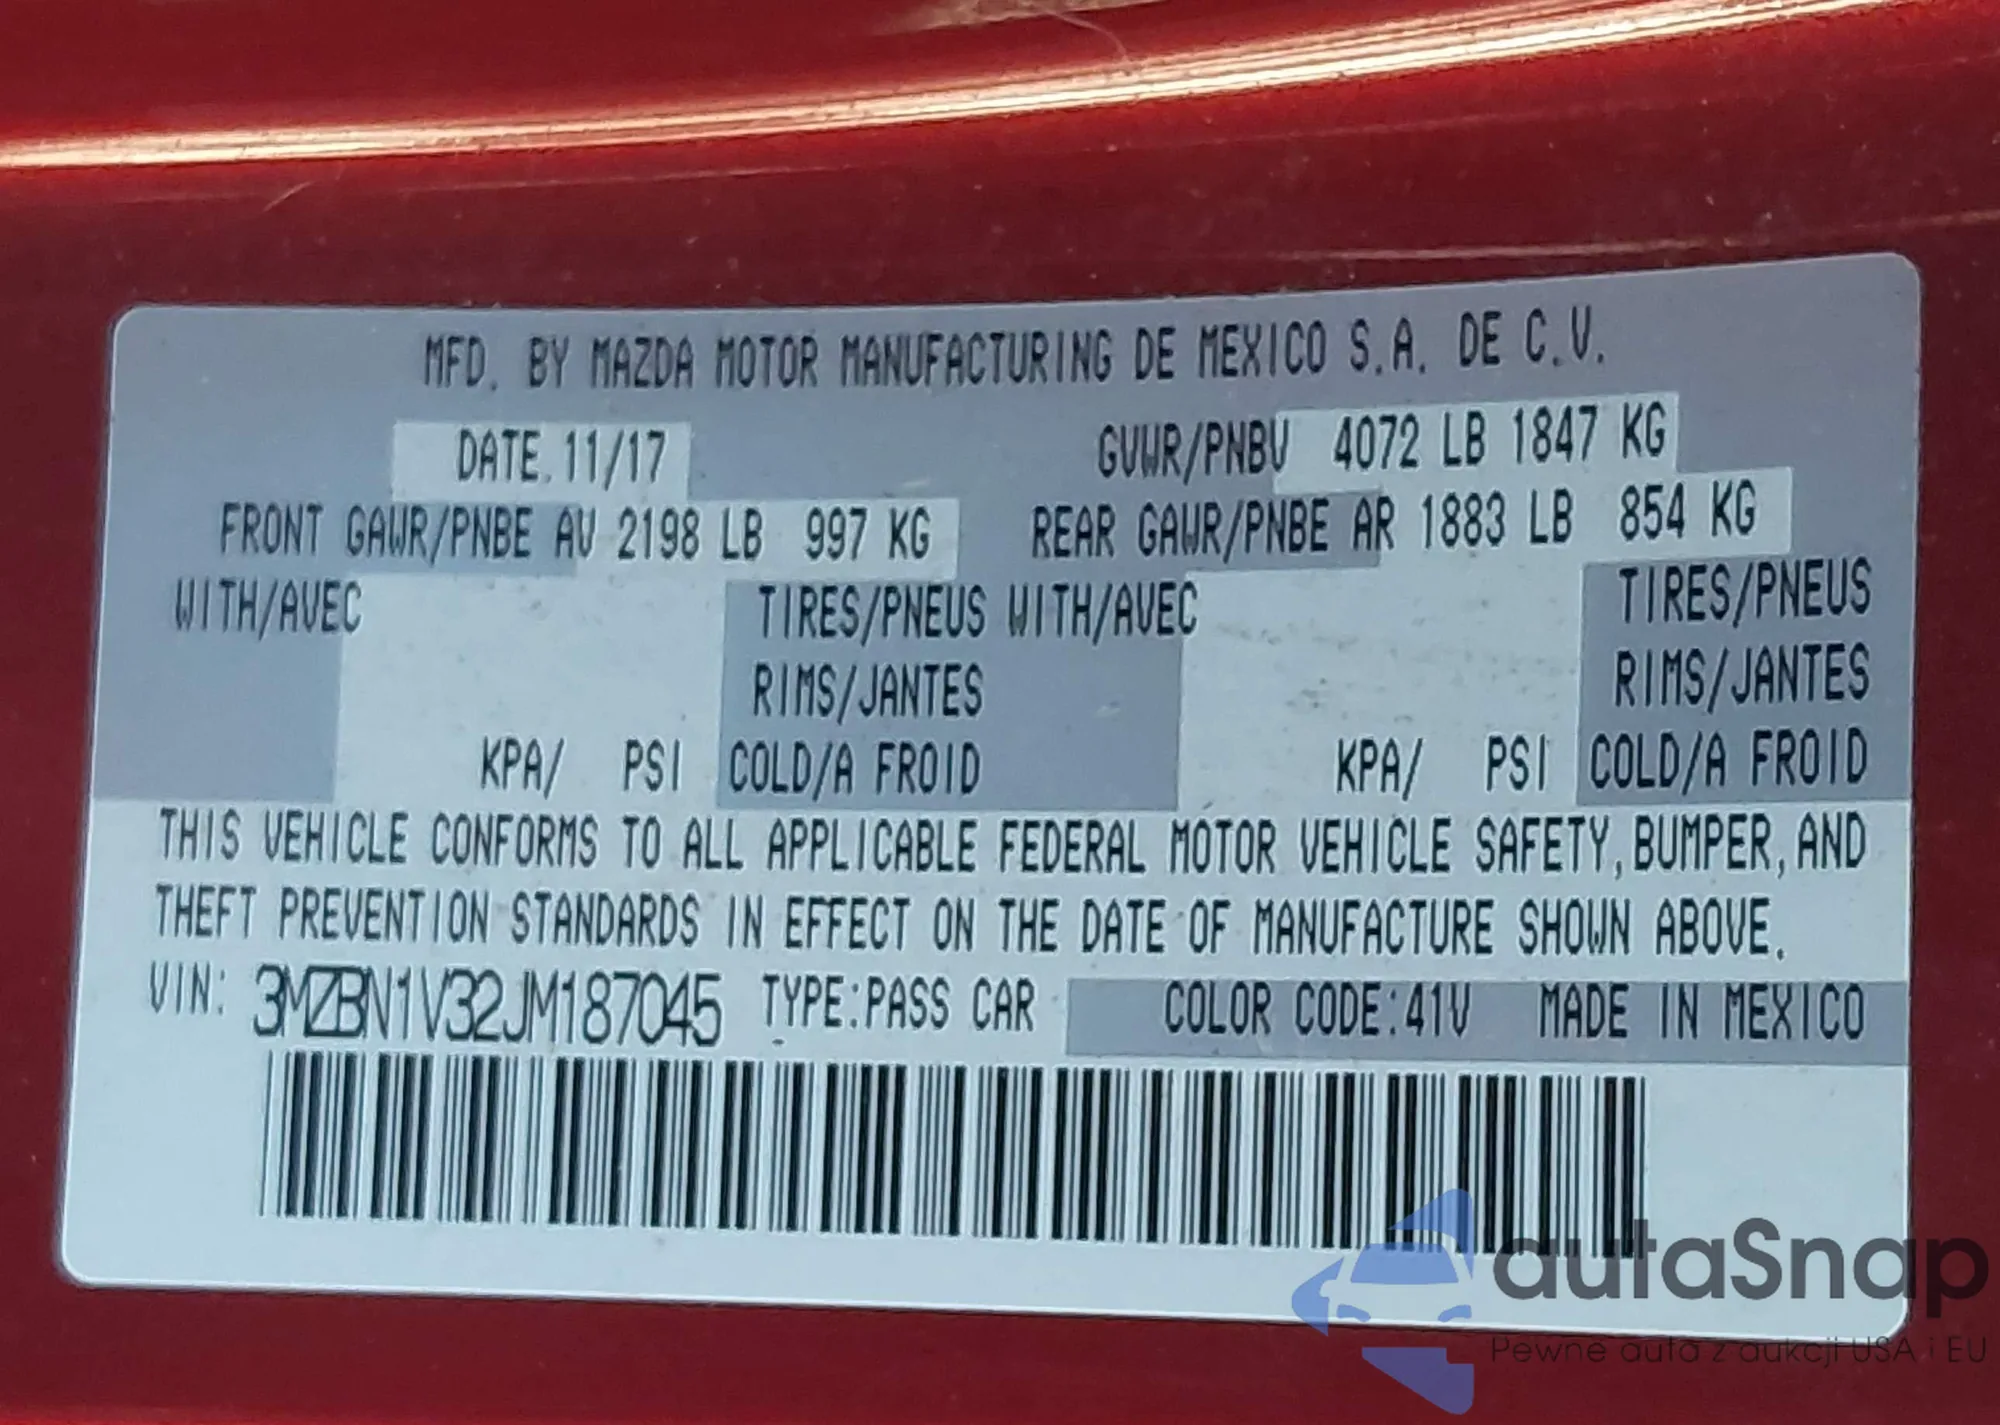 MFD. BY MAZDA MOTOR MANUFACTURING DE MEXICO S.A. DE C.V.
DATE.11/17 GVWR/PNBV 4072 LB 1847 KG
FRONT GAWR/PNBE AV 2198 LB 997 KG REAR GAWR/PNBE AR 1883 LB 854 KG
WITH/AVEC TIRES/PNEUS WITH/AVEC TIRES/PNEUS
RIMS/JANTES RIMS/JANTES
KPA/ PSI COLD/A FROID KPA/ PSI COLD/A FROID
THIS VEHICLE CONFORMS TO ALL APPLICABLE FEDERAL MOTOR VEHICLE SAFETY, BUMPER, AND
THEFT PREVENTION STANDARDS IN EFFECT ON THE DATE OF MANUFACTURE SHOWN ABOVE.
VIN: 3MZBN1V32JM187045 TYPE:PASS CAR COLOR CODE:41V MADE IN MEXICO
autaSnap
Pewne auta z aukcji USA i EU